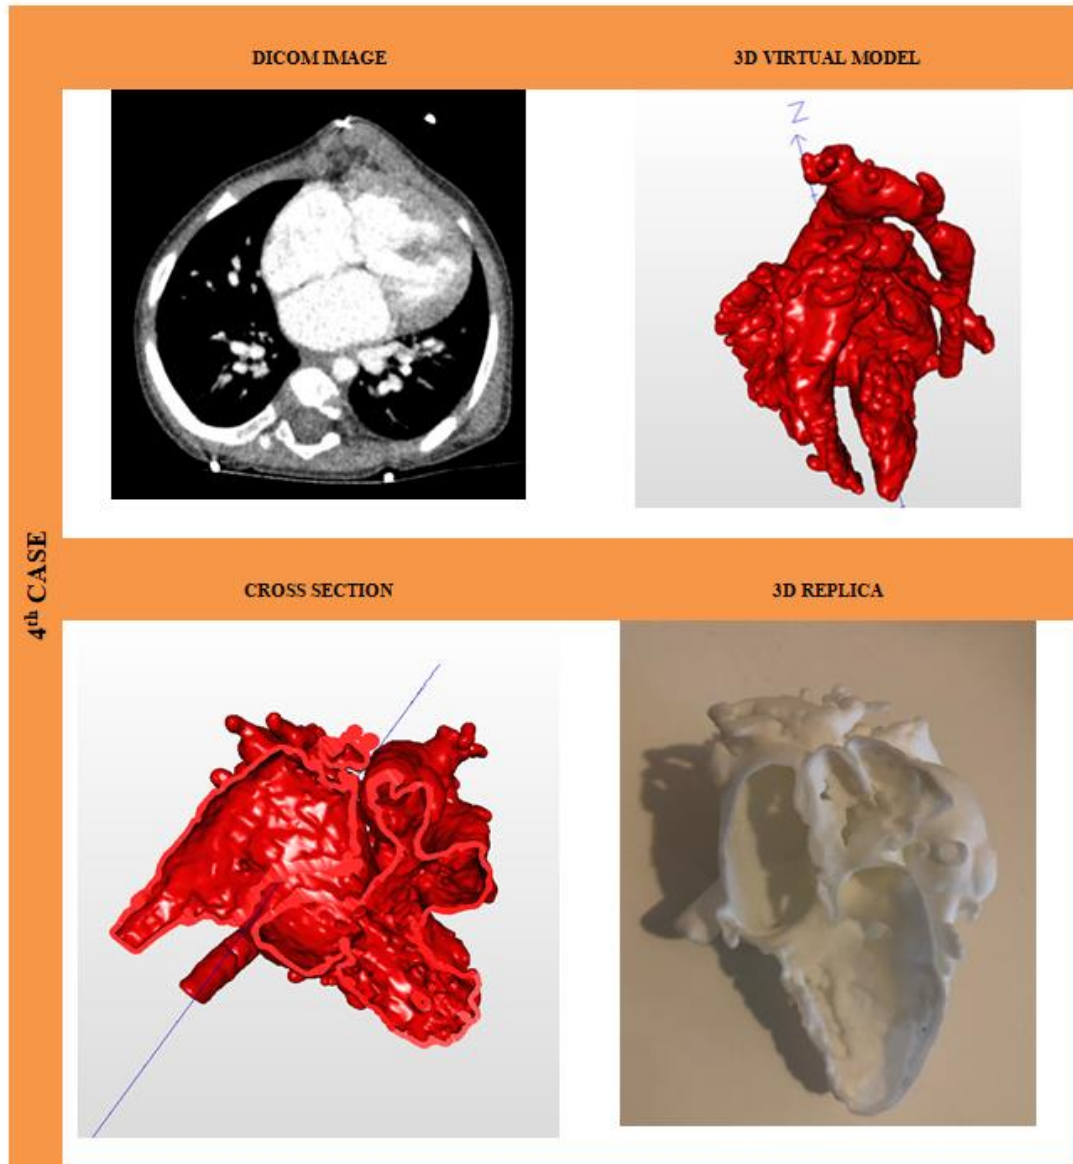 DICOM IMAGE
3D VIRTUAL MODEL
Z
4th CASE
CROSS SECTION
3D REPLICA